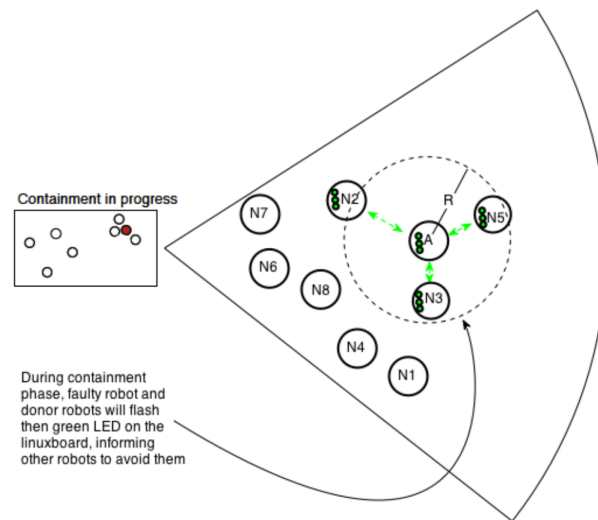 Containment in progress
N7
N2
R
N5
A
N6
N8
N3
N4
N1
During containment
phase, faulty robot and
donor robots will flash
then green LED on the
linuxboard, informing
other robots to avoid them